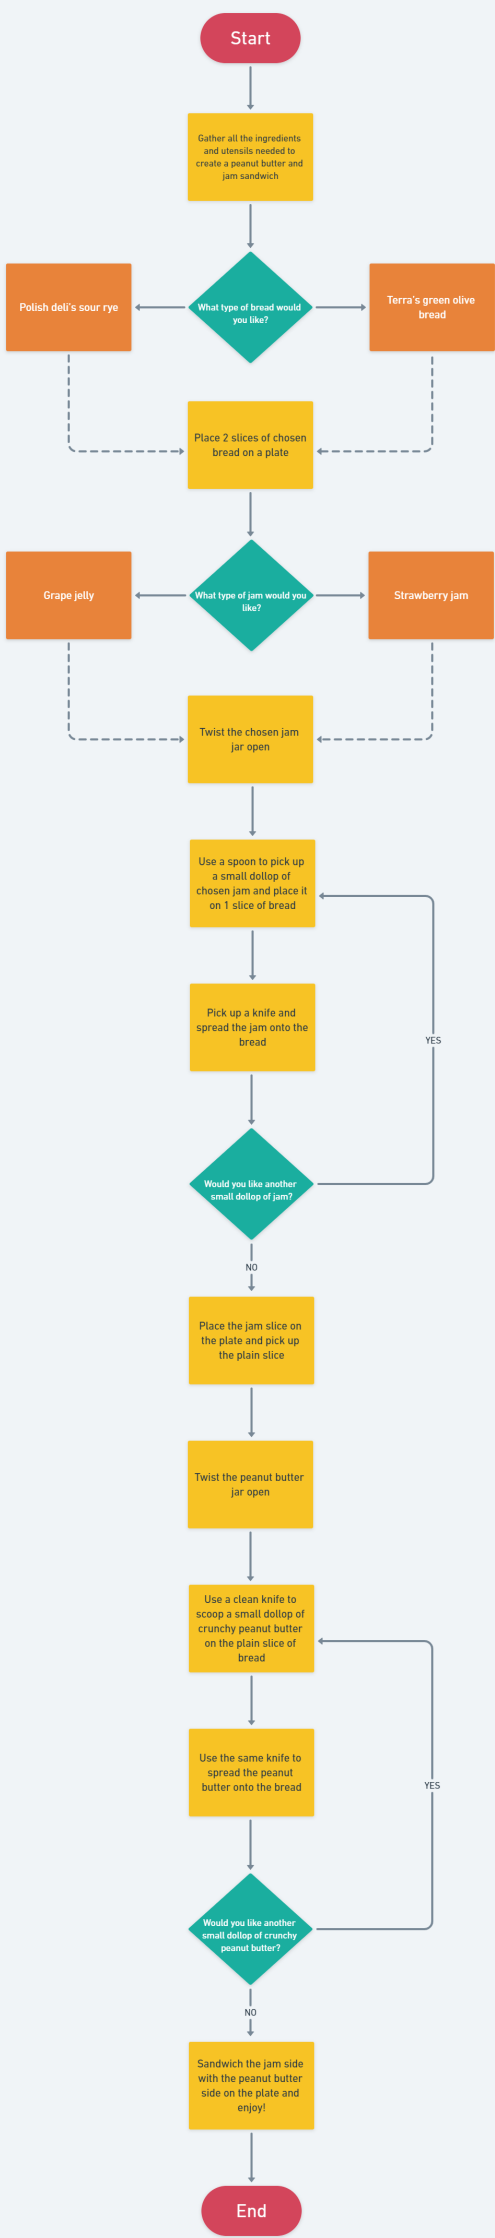 Start
Gather all the ingredients
and utensils needed to
create a peanut butter and
jam sandwich
Polish deli's sour rye
What type of bread would
you like?
Terra's green olive
bread
Place 2 slices of chosen
bread on a plate
Grape jelly
What type of jam would you
like?
Strawberry jam
Twist the chosen jam
jar open
Use a spoon to pick up
a small dollop of
chosen jam and place it
on 1 slice of bread
Pick up a knife and
spread the jam onto the
bread
YES
Would you like another
small dollop of jam?
NO
Place the jam slice on
the plate and pick up
the plain slice
Twist the peanut butter
jar open
Use a clean knife to
scoop a small dollop of
crunchy peanut butter
on the plain slice of
bread
Use the same knife to
spread the peanut
butter onto the bread
YES
Would you like another
small dollop of crunchy
peanut butter?
NO
Sandwich the jam side
with the peanut butter
side on the plate and
enjoy!
End